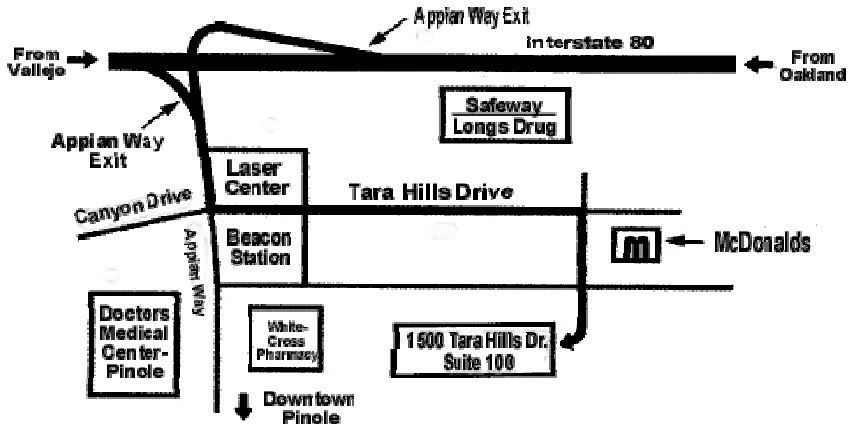 Appian Way Exit
Interstate 80
From
Vallejo
From
Oakland
Safeway
Longs Drug
Appian Way
Exit
Laser
Center
Tara Hills Drive
Canyon Drive
Beacon
Station
Appian Way
m
McDonalds
Doctors
Medical
Center-
Pinole
White-
Cross
Pharmacy
1500 Tara Hills Dr.
Suite 100
Downtown
Pinole